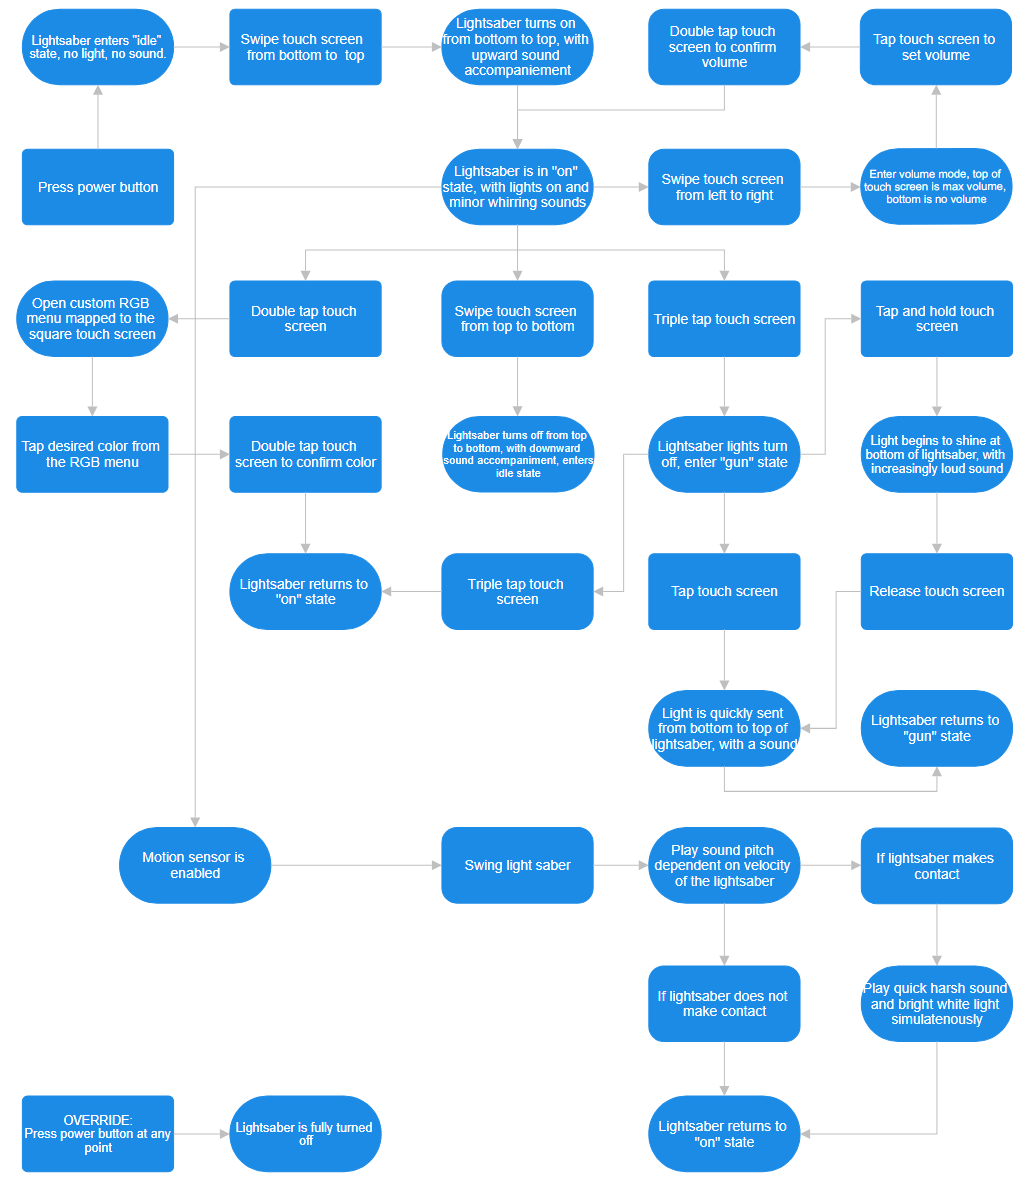 Lightsaber enters "idle"
state, no light, no sound.
Swipe touch screen
from bottom to top
Lightsaber turns on
from bottom to top, with
upward sound
accompaniement
Double tap touch
screen to confirm
volume
Tap touch screen to
set volume
Press power button
Lightsaber is in "on"
state, with lights on and
minor whirring sounds
Swipe touch screen
from left to right
Enter volume mode, top of
touch screen is max volume,
bottom is no volume
Open custom RGB
menu mapped to the
square touch screen
Double tap touch
screen
Swipe touch screen
from top to bottom
Triple tap touch screen
Tap and hold touch
screen
Tap desired color from
the RGB menu
Double tap touch
screen to confirm color
Lightsaber turns off from top
to bottom, with downward
sound accompaniment, enters
idle state
Lightsaber lights turn
off, enter "gun" state
Light begins to shine at
bottom of lightsaber, with
increasingly loud sound
Lightsaber returns to
"on" state
Triple tap touch
screen
Tap touch screen
Release touch screen
Light is quickly sent
from bottom to top of
lightsaber, with a sound
Lightsaber returns to
"gun" state
Motion sensor is
enabled
Swing light saber
Play sound pitch
dependent on velocity
of the lightsaber
If lightsaber makes
contact
If lightsaber does not
make contact
Play quick harsh sound
and bright white light
simulatenously
OVERRIDE:
Press power button at any
point
Lightsaber is fully turned
off
Lightsaber returns to
"on" state